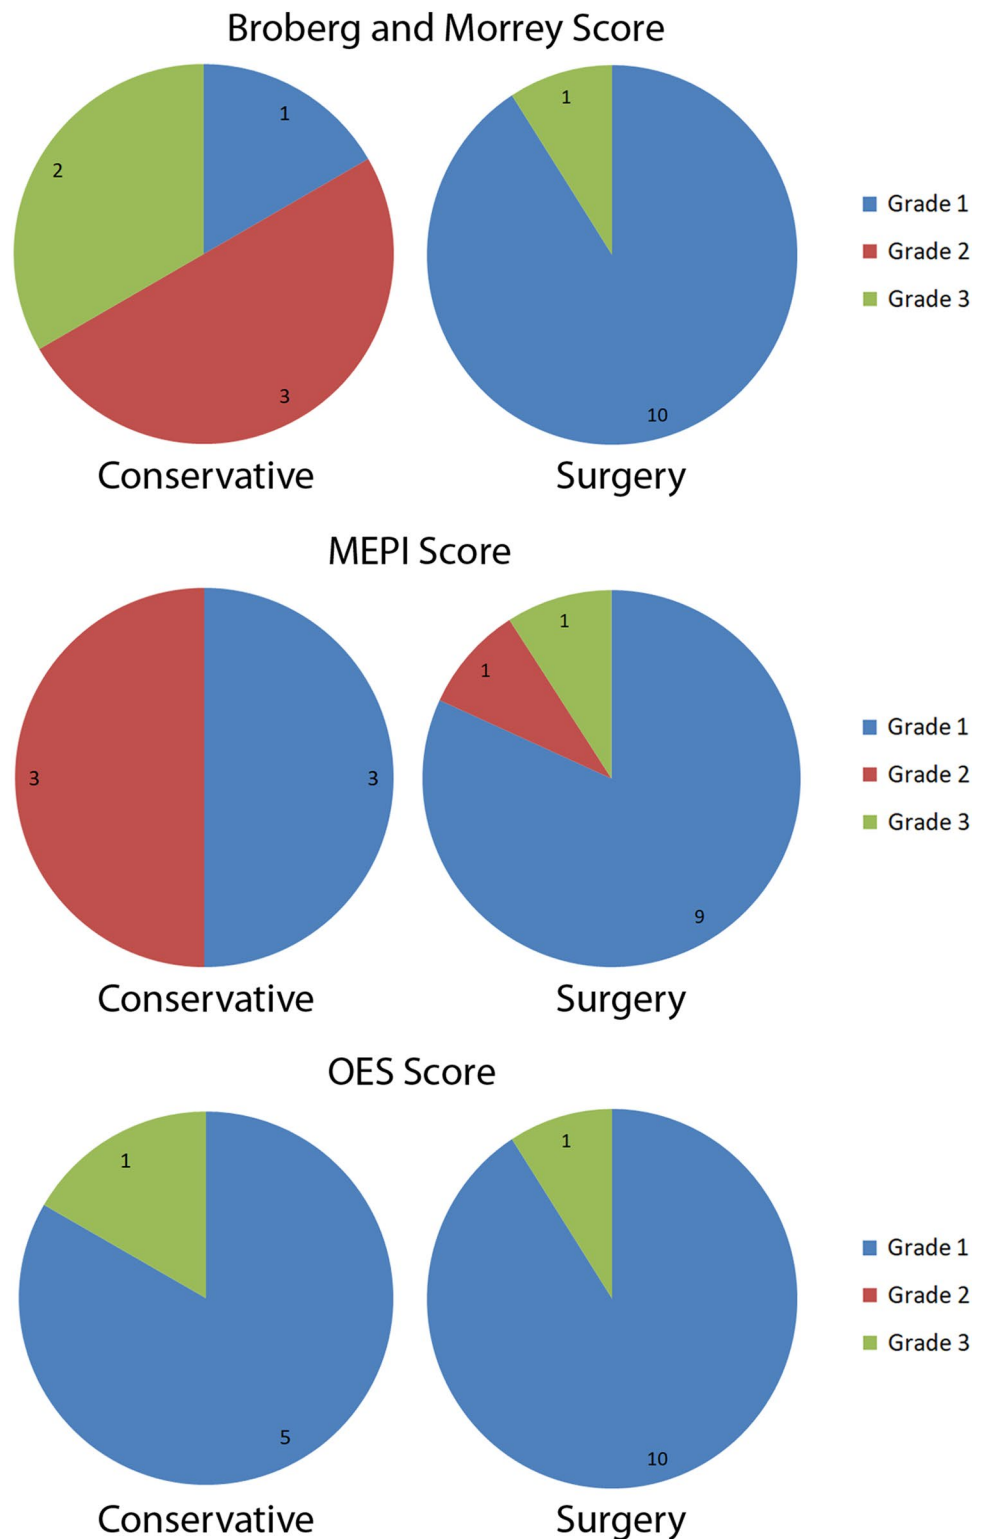 Broberg and Morrey Score
1
2
3
1
10
Grade 1
Grade 2
Grade 3
Conservative
Surgery
MEPI Score
3
3
1
1
9
Grade 1
Grade 2
Grade 3
Conservative
Surgery
OES Score
1
5
1
10
Grade 1
Grade 2
Grade 3
Conservative
Surgery